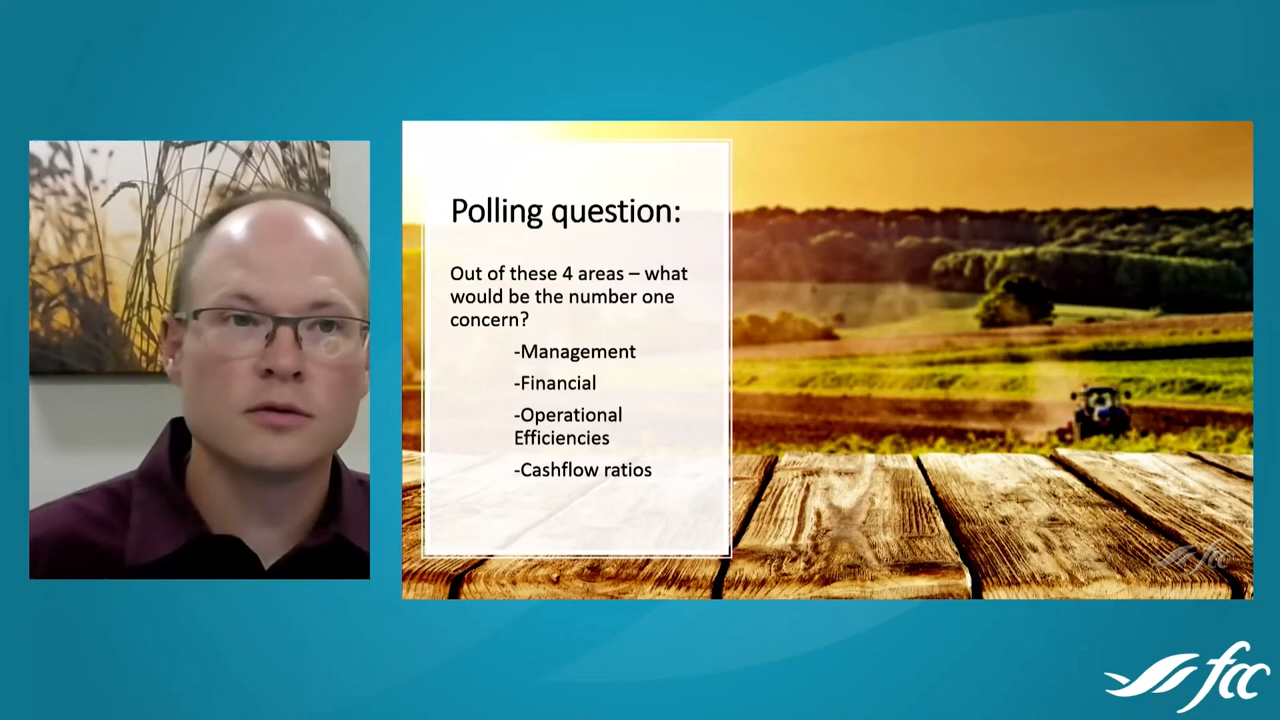 Polling question:
Out of these 4 areas – what
would be the number one
concern?
-Management
-Financial
-Operational
Efficiencies
-Cashflow ratios
fcc
fcc